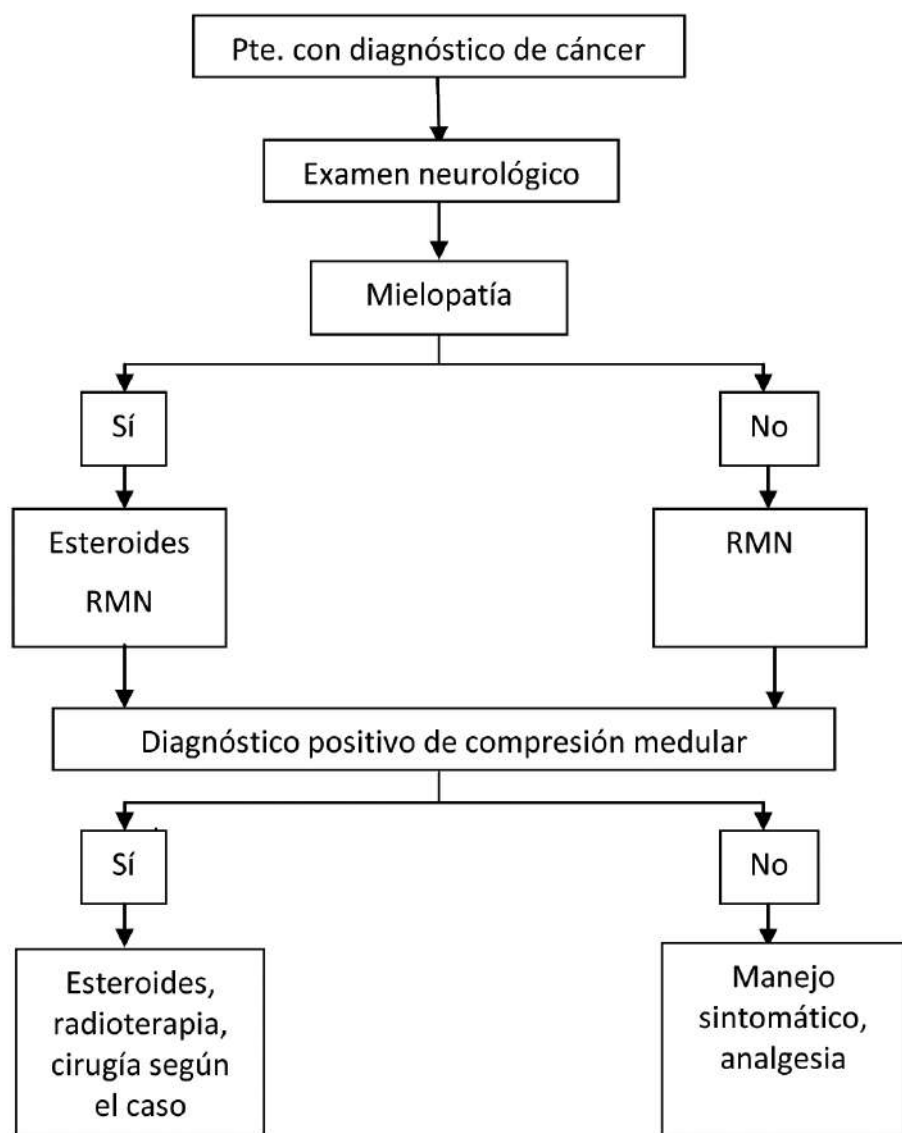 Pte. con diagnóstico de cáncer
Examen neurológico
Mielopatía
Sí
No
Esteroides
RMN
RMN
Diagnóstico positivo de compresión medular
Sí
No
Esteroides,
radioterapia,
cirugía según
el caso
Manejo
sintomático,
analgesia